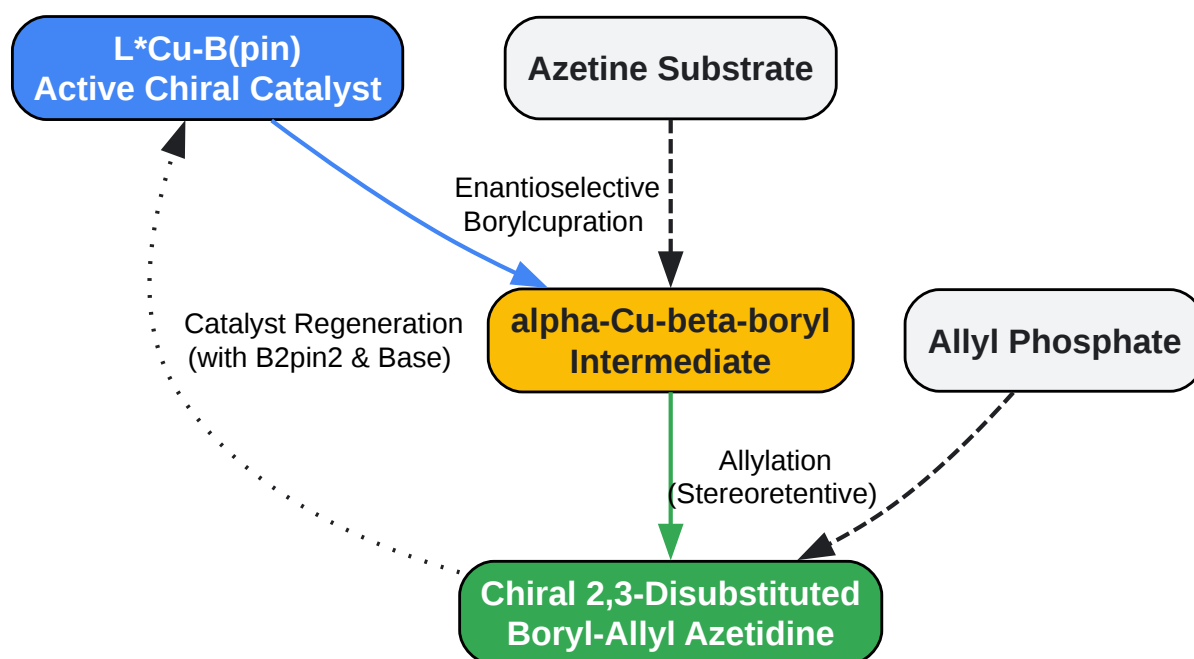 L*Cu-B(pin)
Active Chiral Catalyst
Azetine Substrate
Enantioselective
Borylcupration
alpha-Cu-beta-boryl
Intermediate
Allyl Phosphate
Catalyst Regeneration
(with B2pin2 & Base)
Allylation
(Stereoretentive)
Chiral 2,3-Disubstituted
Boryl-Allyl Azetidine